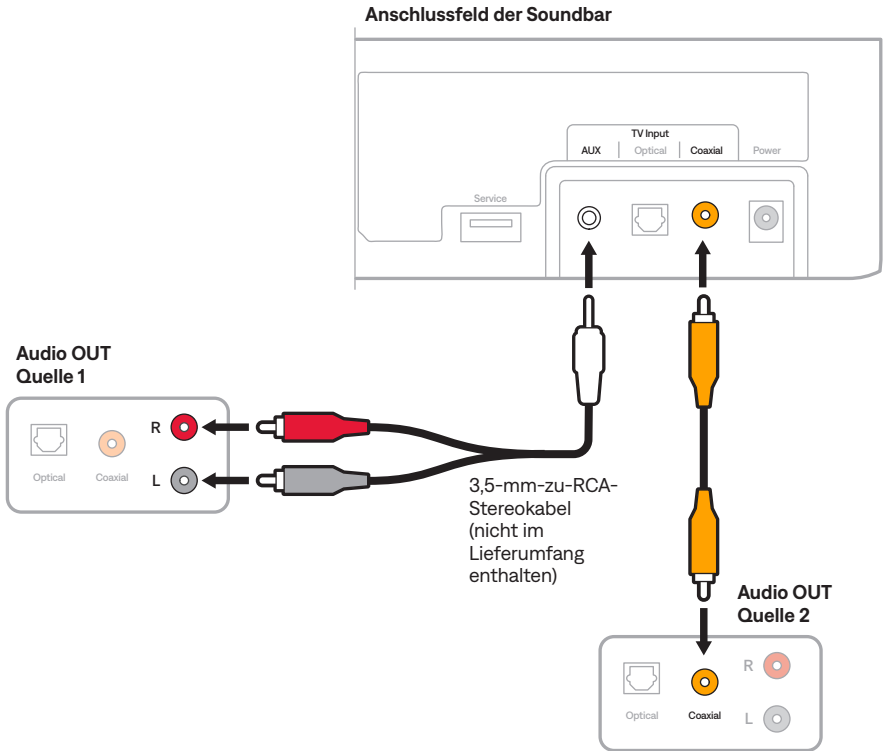 Anschlussfeld der Soundbar
TV Input
AUX Optical Coaxial Power
Service
Audio OUT
Quelle 1
R
Optical Coaxial L
3,5-mm-zu-RCA-
Stereokabel
(nicht im
Lieferumfang
enthalten)
Audio OUT
Quelle 2
R
Optical Coaxial L